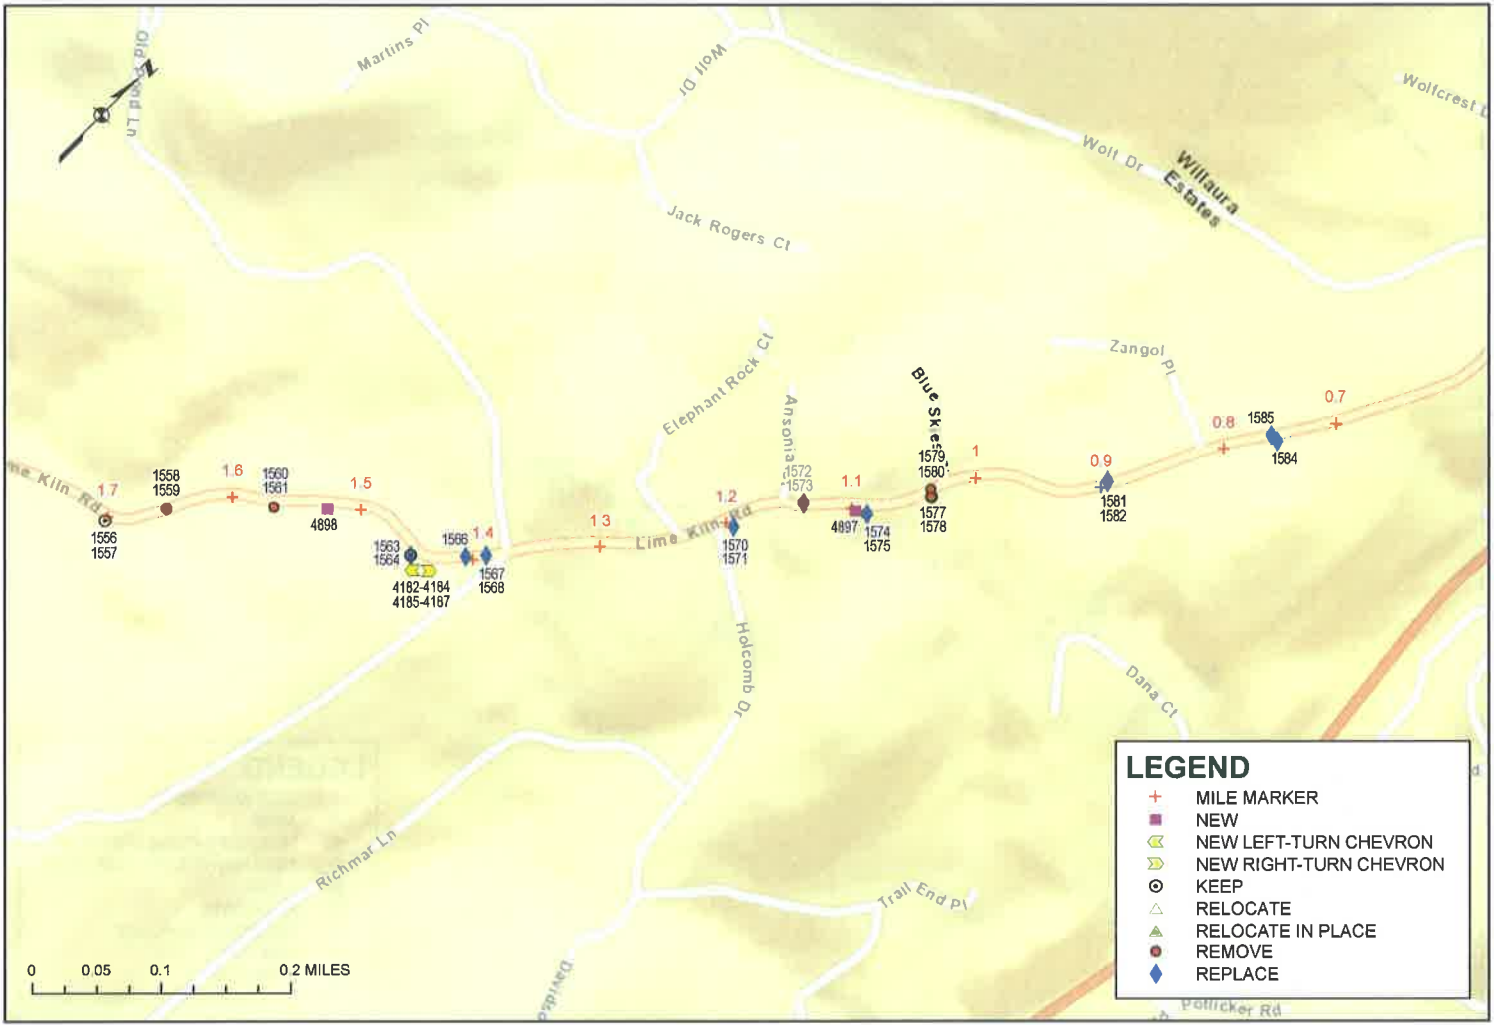 Old Pond Ln
N
Martins Pl
Wolf Dr
Wolf Dr
Willaura
Estates
Jack Rogers Ct
Elephant Rock Ct
Ansonia
Blue Skies
Zangol Pl
0.7
0.8
1585
1584
0.9
1581
1582
1
1579
1580
1577
1578
1.1
4897
1574
1575
1572
1573
1.2
1570
1571
Lime Kiln Rd
1.3
1.4
1566
1567
1568
1563
1564
4182-4184
4185-4187
1.5
4898
1560
1561
1.6
1558
1559
1.7
1556
1557
me Kiln Rd
Holcomb Dr
Dana Ct
Richmar Ln
Trail End Pl
Davids
Pollicker Rd
0 0.05 0.1 0.2 MILES
LEGEND
MILE MARKER
NEW
NEW LEFT-TURN CHEVRON
NEW RIGHT-TURN CHEVRON
KEEP
RELOCATE
RELOCATE IN PLACE
REMOVE
REPLACE